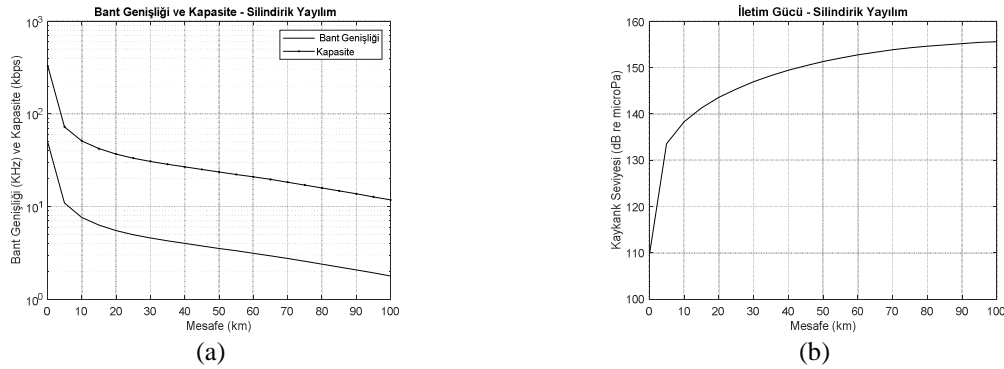 Bant Genişliği ve Kapasite - Silindirik Yayılım
Bant Genişliği (KHz) ve Kapasite (kbps)
10³
10²
10¹
10⁰
Bant Genişliği
Kapasite
0 10 20 30 40 50 60 70 80 90 100
Mesafe (km)
(a)
İletim Gücü - Silindirik Yayılım
Kaykank Seviyesi (dB re microPa)
160
150
140
130
120
110
100
0 10 20 30 40 50 60 70 80 90 100
Mesafe (km)
(b)